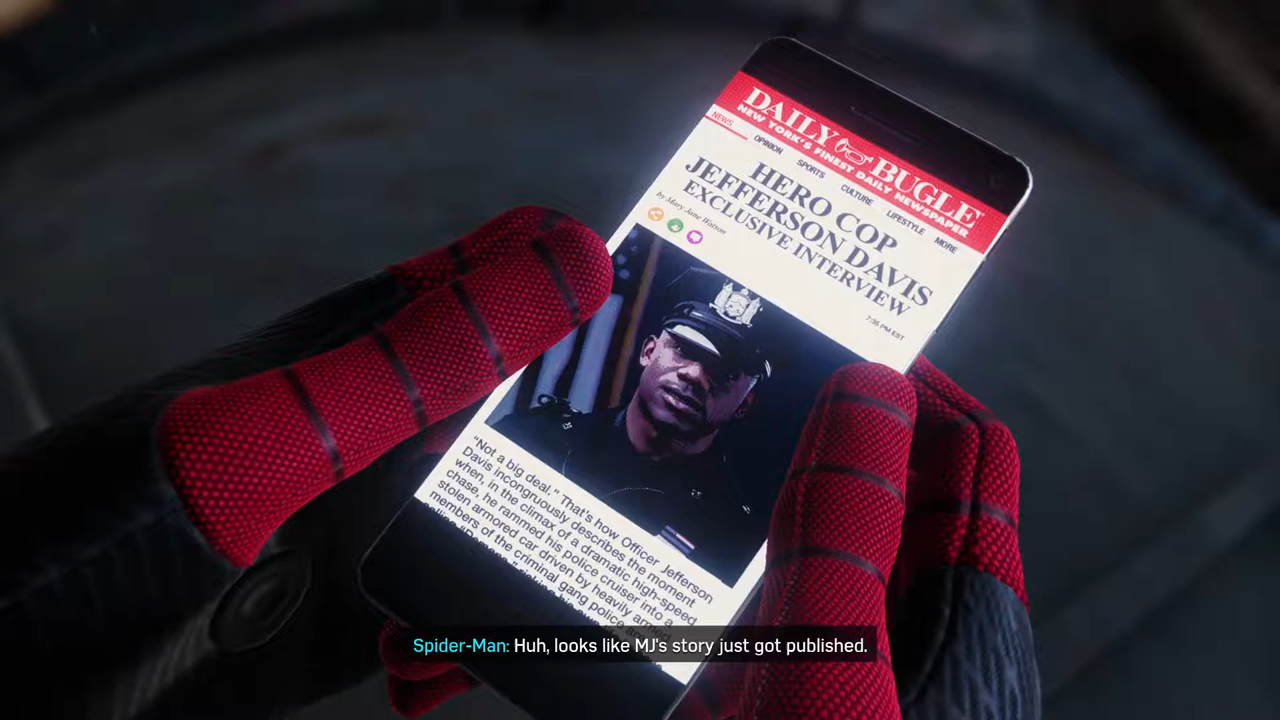 DAILY BUGLE
NEW YORK'S FINEST DAILY NEWSPAPER
NEWS OPINION SPORTS CULTURE LIFESTYLE MORE
HERO COP
JEFFERSON DAVIS
EXCLUSIVE INTERVIEW
by Mary Jane Watson
7:35 PM EST
"Not a big deal." That's how Officer Jefferson
Davis incongruously describes the moment
when, in the climax of a dramatic high-speed
chase, he rammed his police cruiser into a
stolen armored car driven by heavily armed
members of the criminal gang police
Spider-Man: Huh, looks like MJ's story just got published.